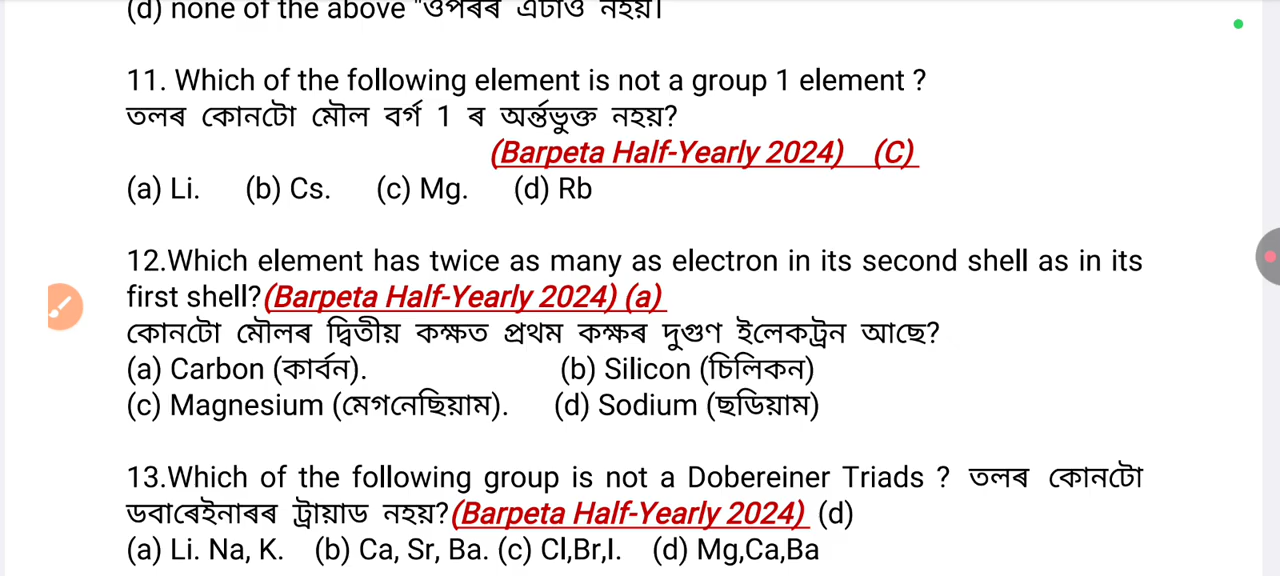 (d) none of the above "ওপৰৰ এটাও নহয়।
11. Which of the following element is not a group 1 element ?
তলৰ কোনটো মৌল বৰ্গ 1 ৰ অৰ্ন্তভুক্ত নহয়?
(Barpeta Half-Yearly 2024) (C)
(a) Li. (b) Cs. (c) Mg. (d) Rb
12.Which element has twice as many as electron in its second shell as in its
first shell?(Barpeta Half-Yearly 2024) (a)
কোনটো মৌলৰ দ্বিতীয় কক্ষত প্ৰথম কক্ষৰ দুগুণ ইলেকট্ৰন আছে?
(a) Carbon (কাৰ্বন). (b) Silicon (চিলিকন)
(c) Magnesium (মেগনেছিয়াম). (d) Sodium (ছডিয়াম)
13.Which of the following group is not a Dobereiner Triads ? তলৰ কোনটো
ডবাৰেইনাৰৰ ট্ৰায়াড নহয়?(Barpeta Half-Yearly 2024) (d)
(a) Li. Na, K. (b) Ca, Sr, Ba. (c) Cl,Br,I. (d) Mg,Ca,Ba